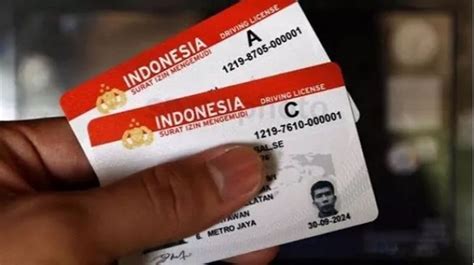 INDONESIA
SURAT IZIN MENGEMUDI
DRIVING LICENSE
A
1219-8705-000001
INDONESIA
SURAT IZIN MENGEMUDI
DRIVING LICENSE
C
1219-7610-000001
METRO JAYA
30-09-2024